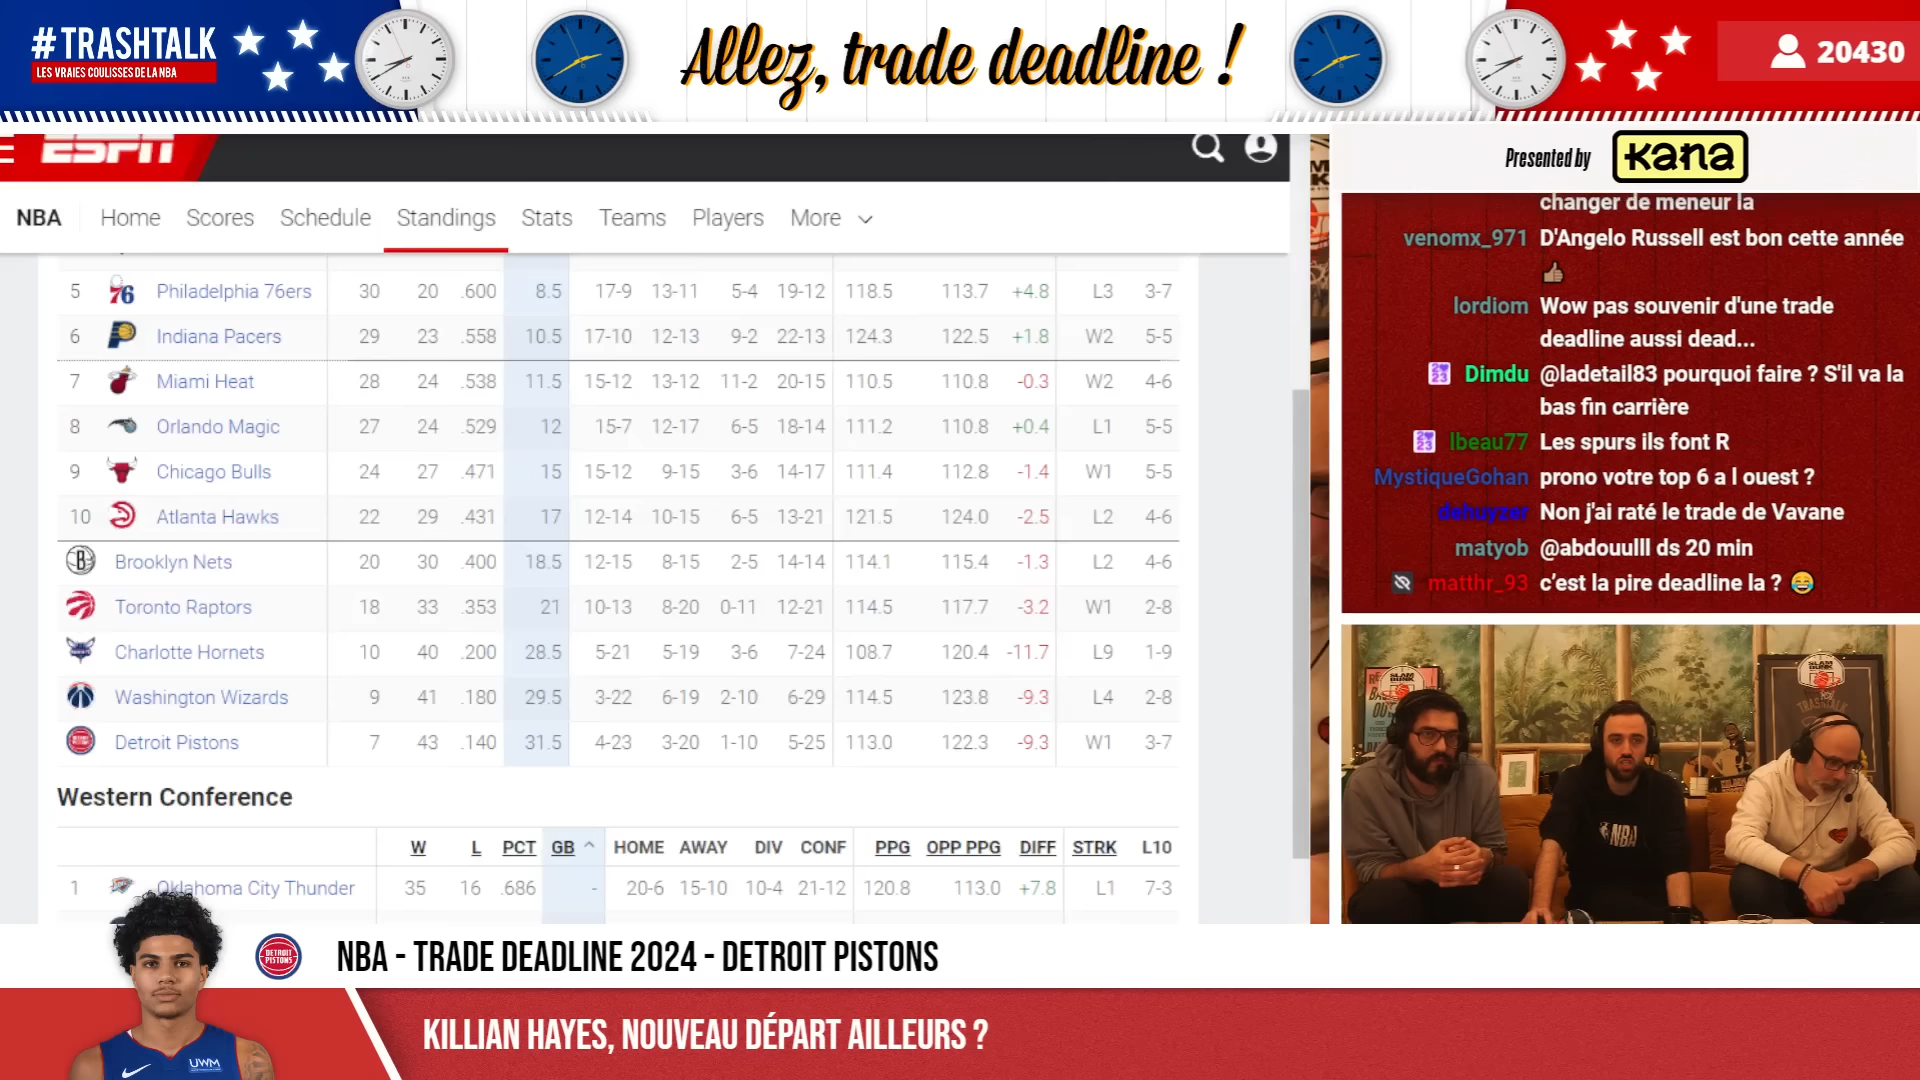 #TRASHTALK
LES VRAIES COULISSES DE LA NBA
Allez, trade deadline !
20430
ESPN
NBA Home Scores Schedule Standings Stats Teams Players More
5 Philadelphia 76ers 30 20 .600 8.5 17-9 13-11 5-4 19-12 118.5 113.7 +4.8 L3 3-7
6 Indiana Pacers 29 23 .558 10.5 17-10 12-13 9-2 22-13 124.3 122.5 +1.8 W2 5-5
7 Miami Heat 28 24 .538 11.5 15-12 13-12 11-2 20-15 110.5 110.8 -0.3 W2 4-6
8 Orlando Magic 27 24 .529 12 15-7 12-17 6-5 18-14 111.2 110.8 +0.4 L1 5-5
9 Chicago Bulls 24 27 .471 15 15-12 9-15 3-6 14-17 111.4 112.8 -1.4 W1 5-5
10 Atlanta Hawks 22 29 .431 17 12-14 10-15 6-5 13-21 121.5 124.0 -2.5 L2 4-6
Brooklyn Nets 20 30 .400 18.5 12-15 8-15 2-5 14-14 114.1 115.4 -1.3 L2 4-6
Toronto Raptors 18 33 .353 21 10-13 8-20 0-11 12-21 114.5 117.7 -3.2 W1 2-8
Charlotte Hornets 10 40 .200 28.5 5-21 5-19 3-6 7-24 108.7 120.4 -11.7 L9 1-9
Washington Wizards 9 41 .180 29.5 3-22 6-19 2-10 6-29 114.5 123.8 -9.3 L4 2-8
Detroit Pistons 7 43 .140 31.5 4-23 3-20 1-10 5-25 113.0 122.3 -9.3 W1 3-7
Western Conference
W L PCT GB HOME AWAY DIV CONF PPG OPP PPG DIFF STRK L10
1 Oklahoma City Thunder 35 16 .686 - 20-6 15-10 10-4 21-12 120.8 113.0 +7.8 L1 7-3
Presented by kana
changer de meneur la
venomx_971 D'Angelo Russell est bon cette année
👍🏽
lordiom Wow pas souvenir d'une trade
deadline aussi dead...
Dimdu @ladetail83 pourquoi faire ? S'il va la
bas fin carrière
lbeau77 Les spurs ils font R
MystiqueGohan prono votre top 6 a l ouest ?
dehuyzer Non j'ai raté le trade de Vavane
matyob @abdouulll ds 20 min
matthr_93 c'est la pire deadline la ? 😂
SLAM
DUNK
NBA
SLAM
DUNK
TRASHTALK
DETROIT
PISTONS
NBA - TRADE DEADLINE 2024 - DETROIT PISTONS
KILLIAN HAYES, NOUVEAU DÉPART AILLEURS ?
UWM